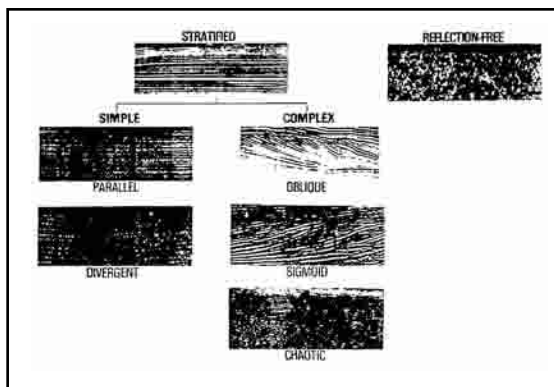 STRATIFIED
REFLECTION-FREE
SIMPLE
COMPLEX
PARALLEL
OBLIQUE
DIVERGENT
SIGMOID
CHAOTIC